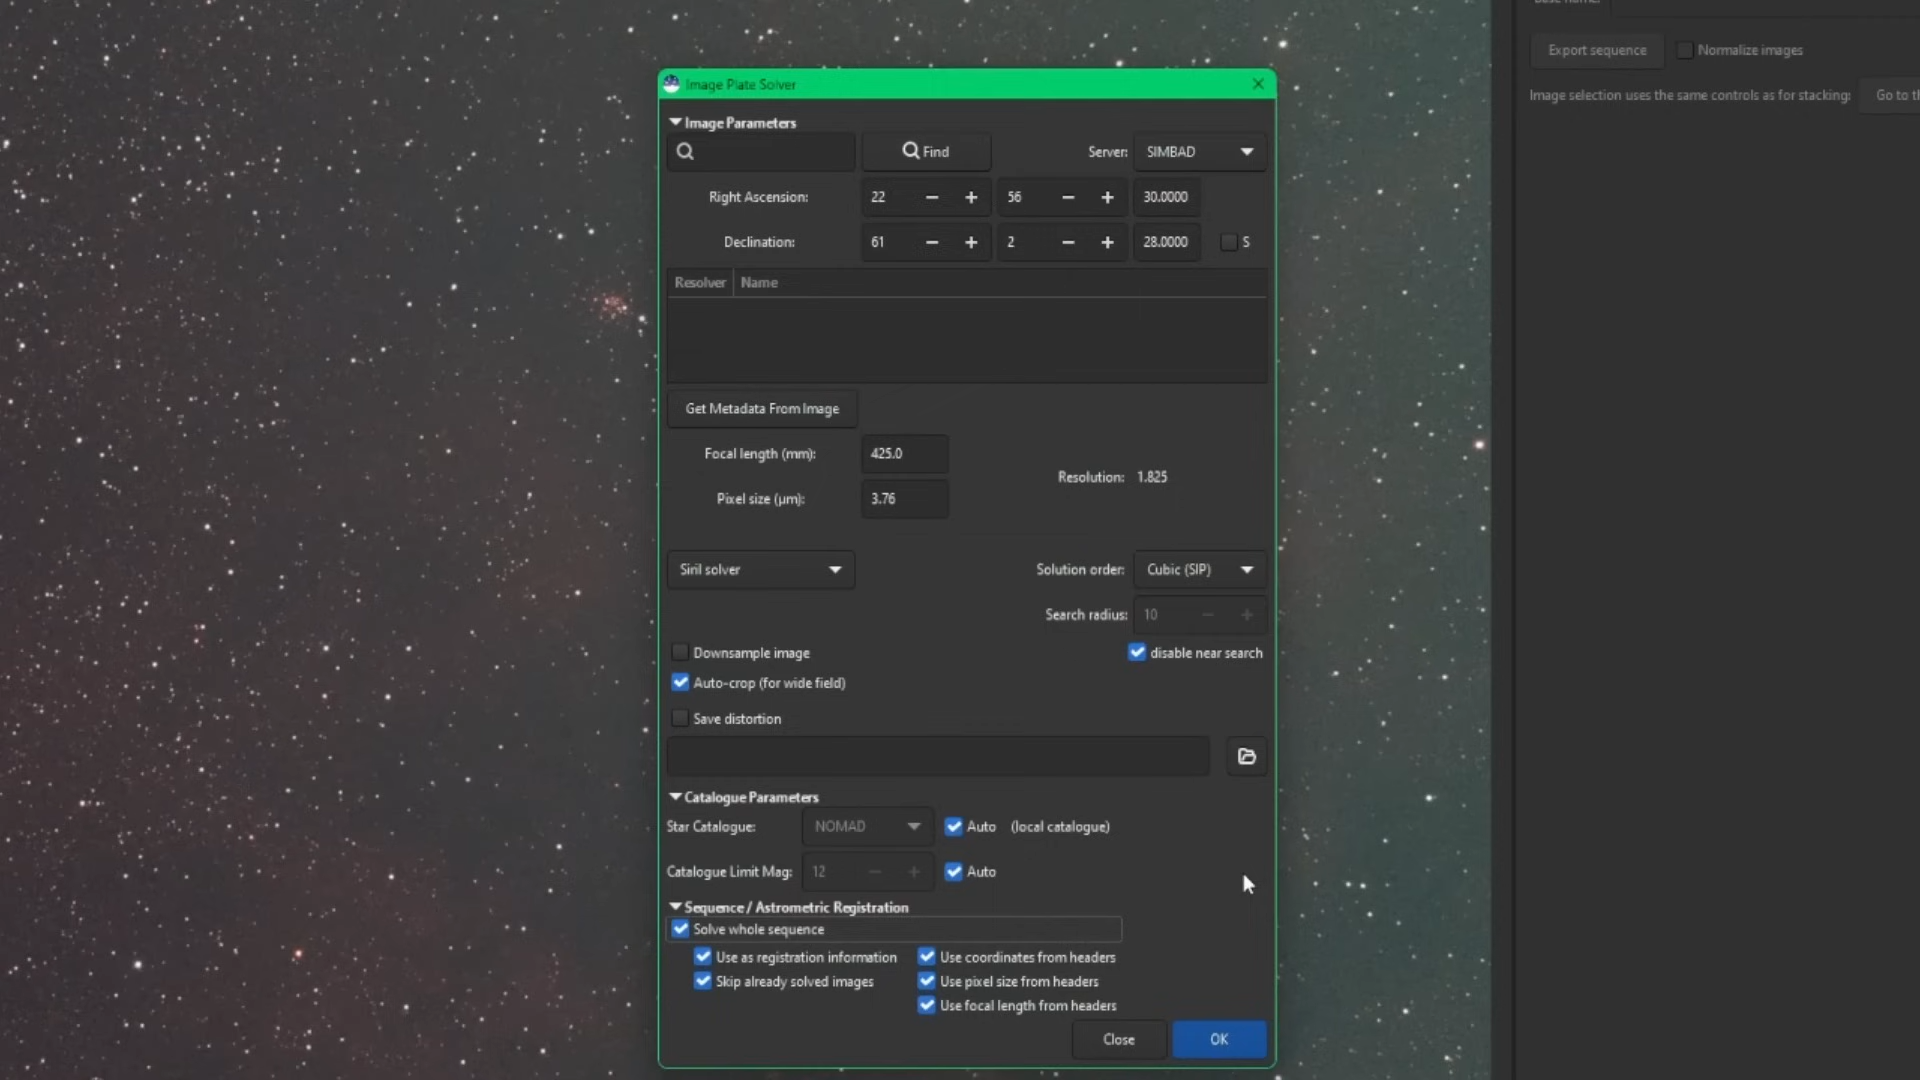 Base name:
Export sequence Normalize images
Image Plate Solver
Image selection uses the same controls as for stacking: Go to th
Image Parameters
Find Server: SIMBAD
Right Ascension: 22 56 30.0000
Declination: 61 2 28.0000 S
Resolver Name
Get Metadata From Image
Focal length (mm): 425.0
Resolution: 1.825
Pixel size (µm): 3.76
Siril solver Solution order: Cubic (SIP)
Search radius: 10
Downsample image disable near search
Auto-crop (for wide field)
Save distortion
Catalogue Parameters
Star Catalogue: NOMAD Auto (local catalogue)
Catalogue Limit Mag: 12 Auto
Sequence / Astrometric Registration
Solve whole sequence
Use as registration information Use coordinates from headers
Skip already solved images Use pixel size from headers
Use focal length from headers
Close OK